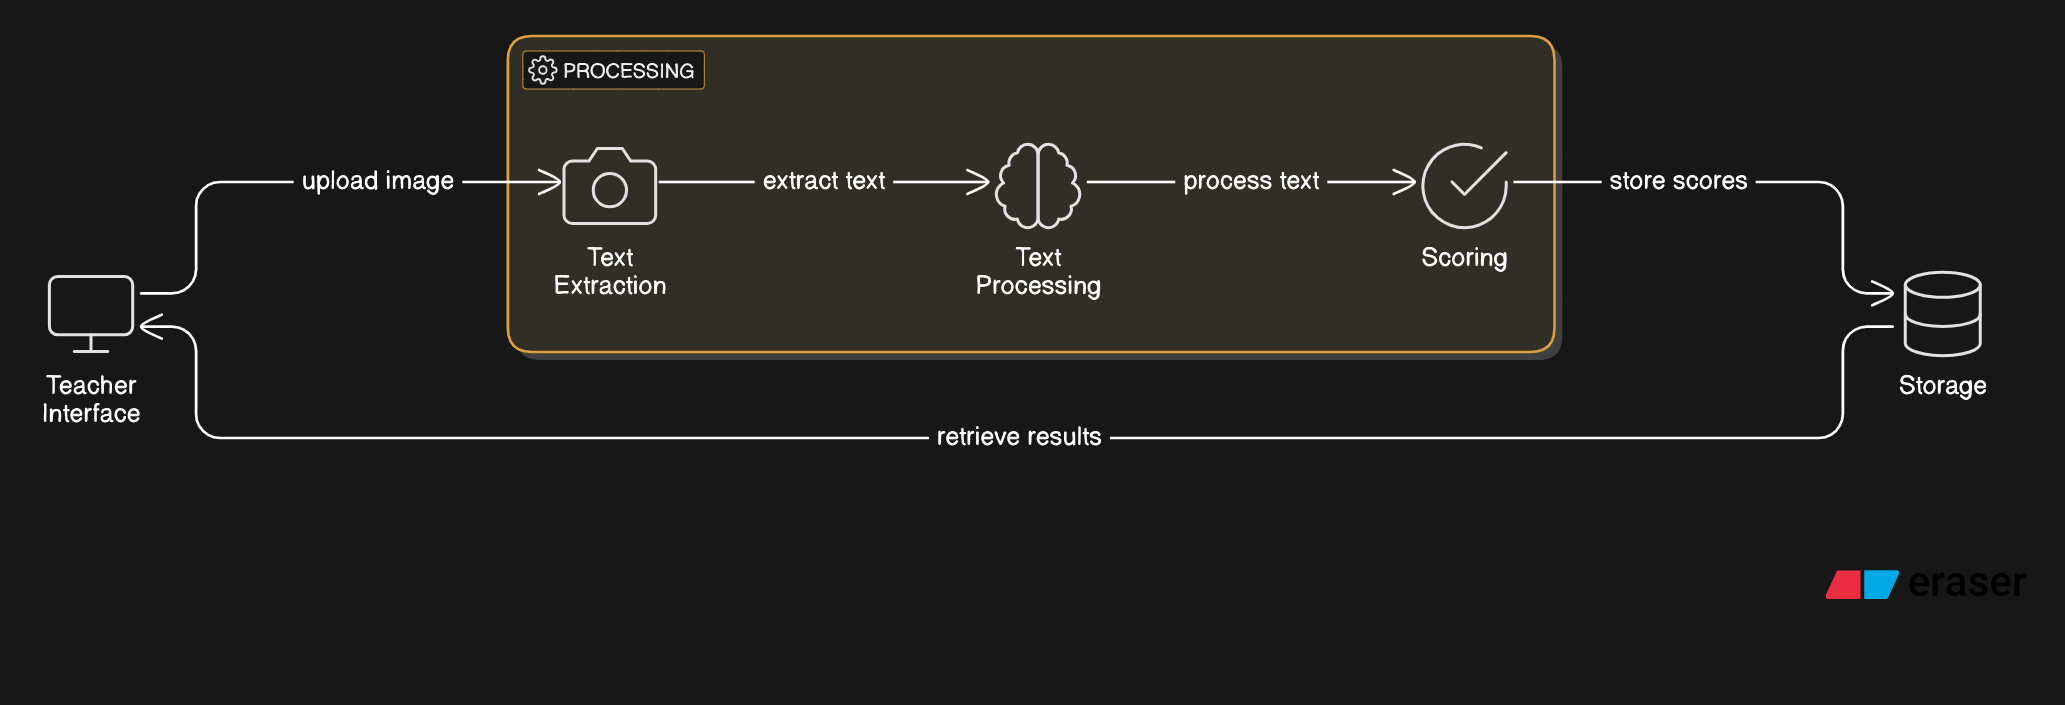 PROCESSING
upload image
extract text
process text
store scores
Text
Extraction
Text
Processing
Scoring
Teacher
Interface
Storage
retrieve results
eraser